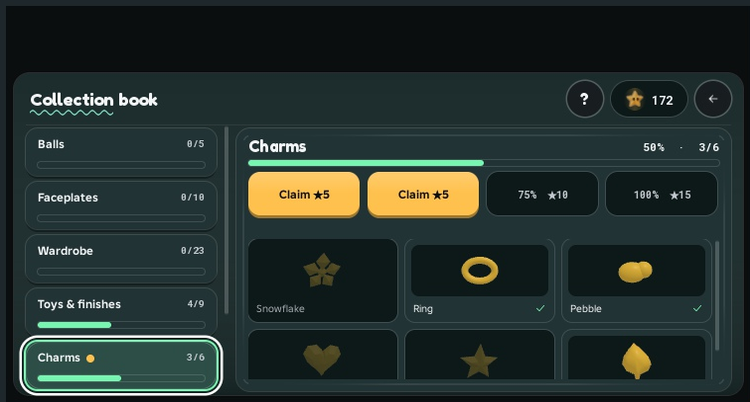 Collection book
?
172
←
Balls 0/5
Faceplates 0/10
Wardrobe 0/23
Toys & finishes 4/9
Charms 3/6
Charms 50% · 3/6
Claim ★5
Claim ★5
75% ★10
100% ★15
Snowflake
Ring ✓
Pebble ✓